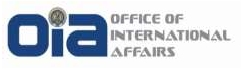 OIA OFFICE OF
INTERNATIONAL
AFFAIRS